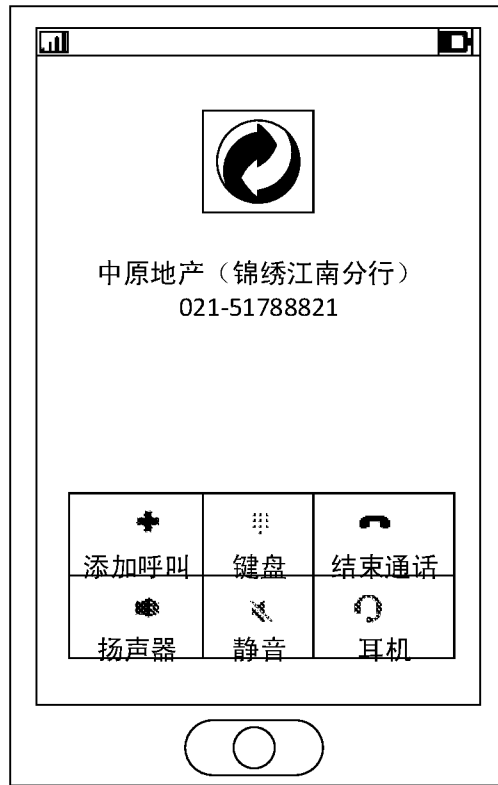 中原地产（锦绣江南分行）
021-51788821
添加呼叫 键盘 结束通话
扬声器 静音 耳机